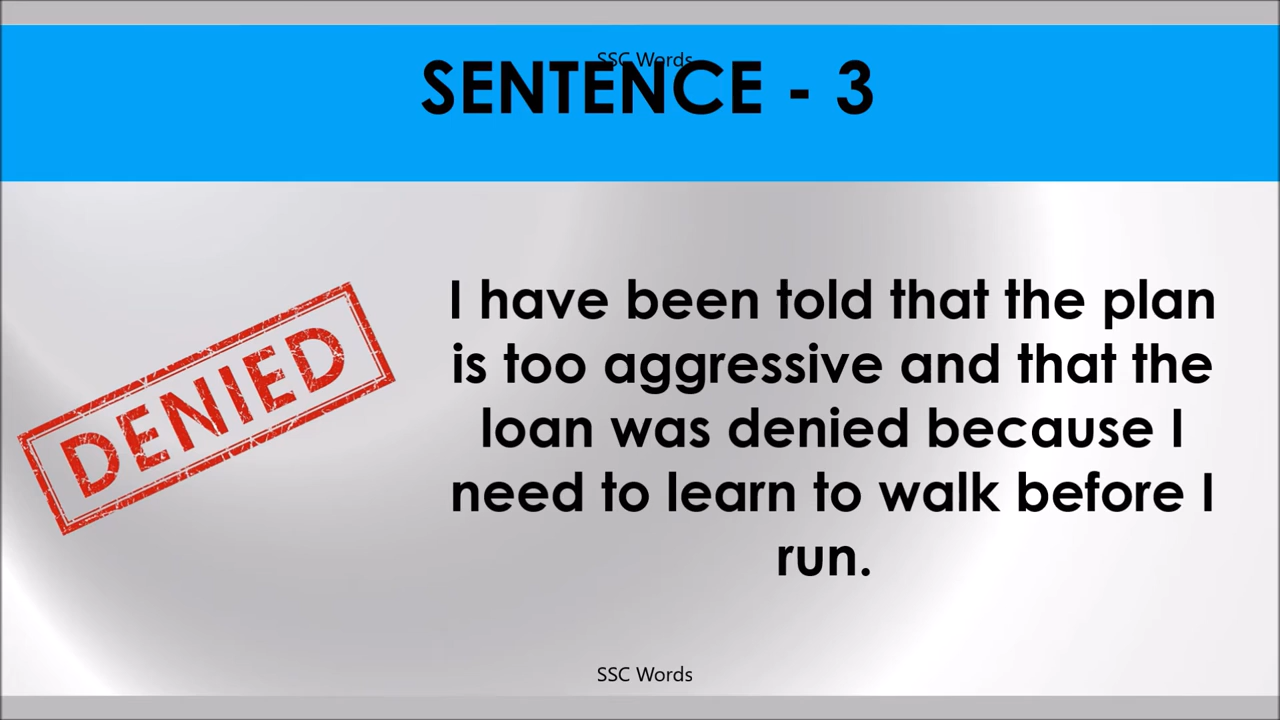 SSC Words
SENTENCE - 3
DENIED
I have been told that the plan
is too aggressive and that the
loan was denied because I
need to learn to walk before I
run.
SSC Words